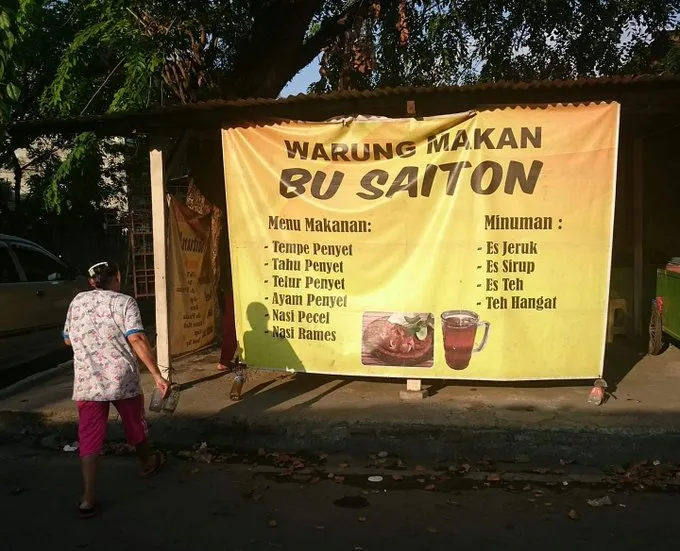 WARUNG MAKAN
BU SAITON
Menu Makanan:
- Tempe Penyet
- Tahu Penyet
- Telur Penyet
- Ayam Penyet
- Nasi Pecel
- Nasi Rames
Minuman :
- Es Jeruk
- Es Sirup
- Es Teh
- Teh Hangat